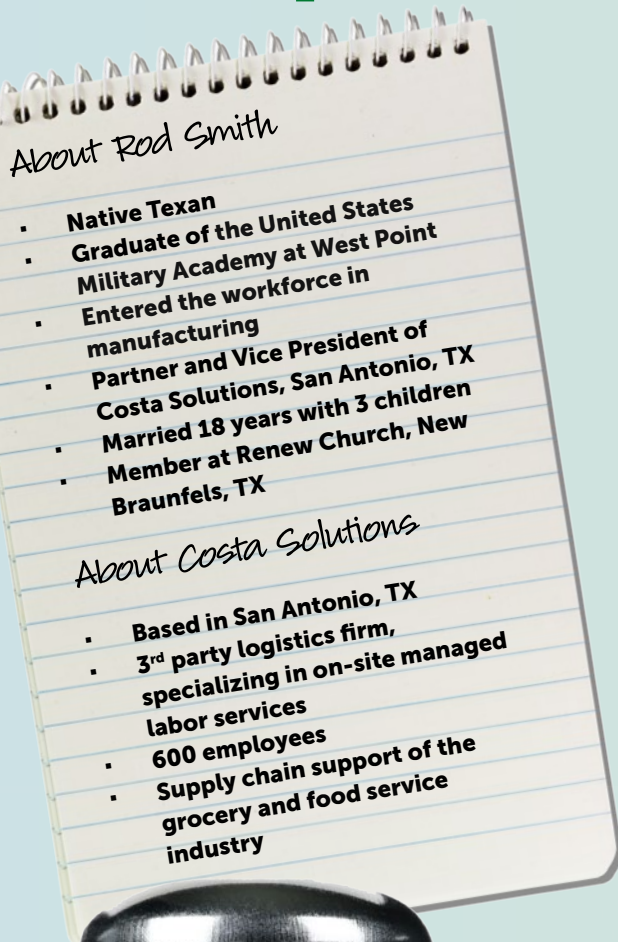 About Rod Smith
▪ Native Texan
▪ Graduate of the United States
Military Academy at West Point
▪ Entered the workforce in
manufacturing
▪ Partner and Vice President of
Costa Solutions, San Antonio, TX
▪ Married 18 years with 3 children
▪ Member at Renew Church, New
Braunfels, TX
About Costa Solutions
▪ Based in San Antonio, TX
▪ 3rd party logistics firm,
specializing in on-site managed
labor services
▪ 600 employees
▪ Supply chain support of the
grocery and food service
industry